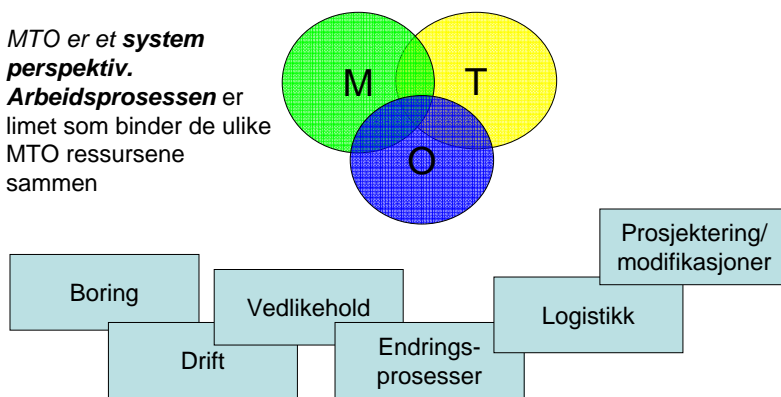 MTO er et system
perspektiv.
Arbeidsprosessen er
limet som binder de ulike
MTO ressursene
sammen
M
T
O
Boring
Drift
Vedlikehold
Endrings-
prosesser
Logistikk
Prosjektering/
modifikasjoner